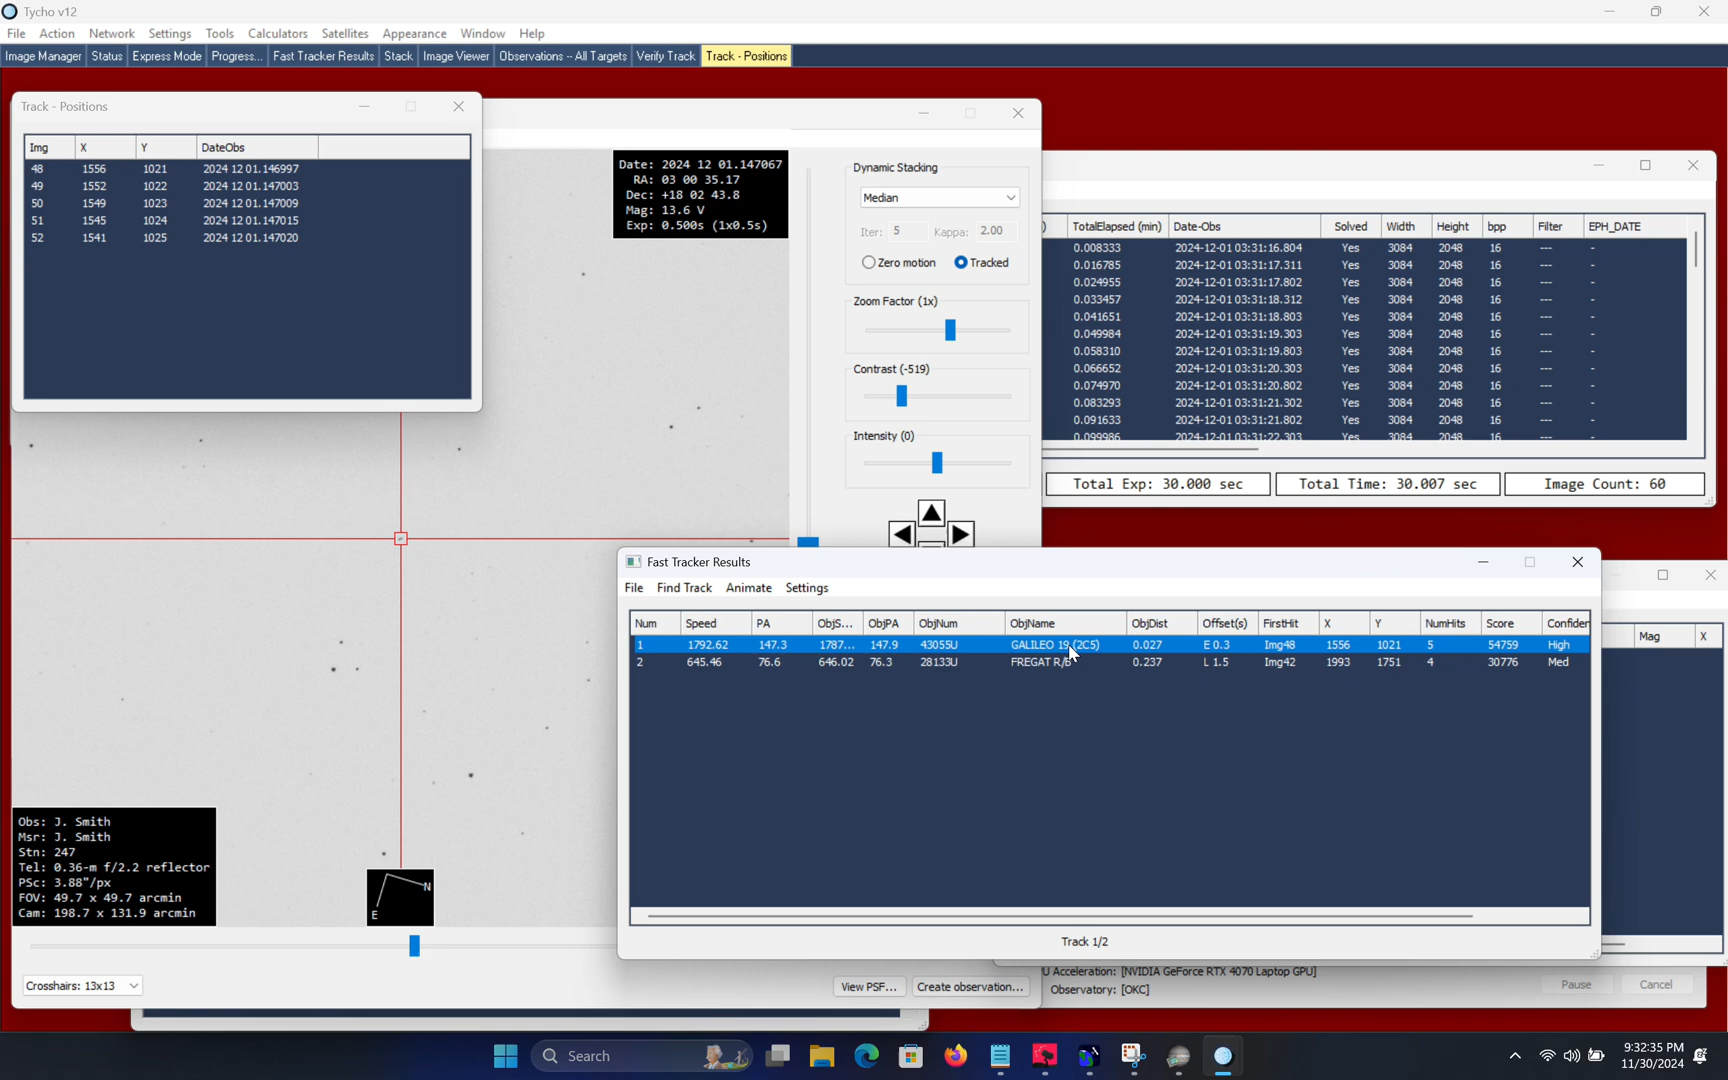 Tycho v12
File Action Network Settings Tools Calculators Satellites Appearance Window Help
Image Manager Status Express Mode Progress... Fast Tracker Results Stack Image Viewer Observations -- All Targets Verify Track Track - Positions
Track - Positions
Img X Y DateObs
48 1556 1021 2024 12 01.146997
49 1552 1022 2024 12 01.147003
50 1549 1023 2024 12 01.147009
51 1545 1024 2024 12 01.147015
52 1541 1025 2024 12 01.147020
Date: 2024 12 01.147067
RA: 03 00 35.17
Dec: +18 02 43.8
Mag: 13.6 V
Exp: 0.500s (1x0.5s)
Dynamic Stacking
Median
Iter: 5 Kappa: 2.00
Zero motion Tracked
Zoom Factor (1x)
Contrast (-519)
Intensity (0)
) TotalElapsed (min) Date-Obs Solved Width Height bpp Filter EPH_DATE
0.008333 2024-12-01 03:31:16.804 Yes 3084 2048 16 --- -
0.016785 2024-12-01 03:31:17.311 Yes 3084 2048 16 --- -
0.024955 2024-12-01 03:31:17.802 Yes 3084 2048 16 --- -
0.033457 2024-12-01 03:31:18.312 Yes 3084 2048 16 --- -
0.041651 2024-12-01 03:31:18.803 Yes 3084 2048 16 --- -
0.049984 2024-12-01 03:31:19.303 Yes 3084 2048 16 --- -
0.058310 2024-12-01 03:31:19.803 Yes 3084 2048 16 --- -
0.066652 2024-12-01 03:31:20.303 Yes 3084 2048 16 --- -
0.074970 2024-12-01 03:31:20.802 Yes 3084 2048 16 --- -
0.083293 2024-12-01 03:31:21.302 Yes 3084 2048 16 --- -
0.091633 2024-12-01 03:31:21.802 Yes 3084 2048 16 --- -
0.099986 2024-12-01 03:31:22.303 Yes 3084 2048 16 --- -
Total Exp: 30.000 sec Total Time: 30.007 sec Image Count: 60
Fast Tracker Results
File Find Track Animate Settings
Num Speed PA ObjS... ObjPA ObjNum ObjName ObjDist Offset(s) FirstHit X Y NumHits Score Confiden
1 1792.62 147.3 1787... 147.9 43055U GALILEO 19 (2C5) 0.027 E 0.3 Img48 1556 1021 5 54759 High
2 645.46 76.6 646.02 76.3 28133U FREGAT R/B 0.237 L 1.5 Img42 1993 1751 4 30776 Med
Track 1/2
Mag X
Obs: J. Smith
Msr: J. Smith
Stn: 247
Tel: 0.36-m f/2.2 reflector
PSc: 3.88"/px
FOV: 49.7 x 49.7 arcmin
Cam: 198.7 x 131.9 arcmin
N
E
Crosshairs: 13x13
View PSF... Create observation...
U Acceleration: [NVIDIA GeForce RTX 4070 Laptop GPU]
Observatory: [OKC]
Pause Cancel
Search
9:32:35 PM
11/30/2024